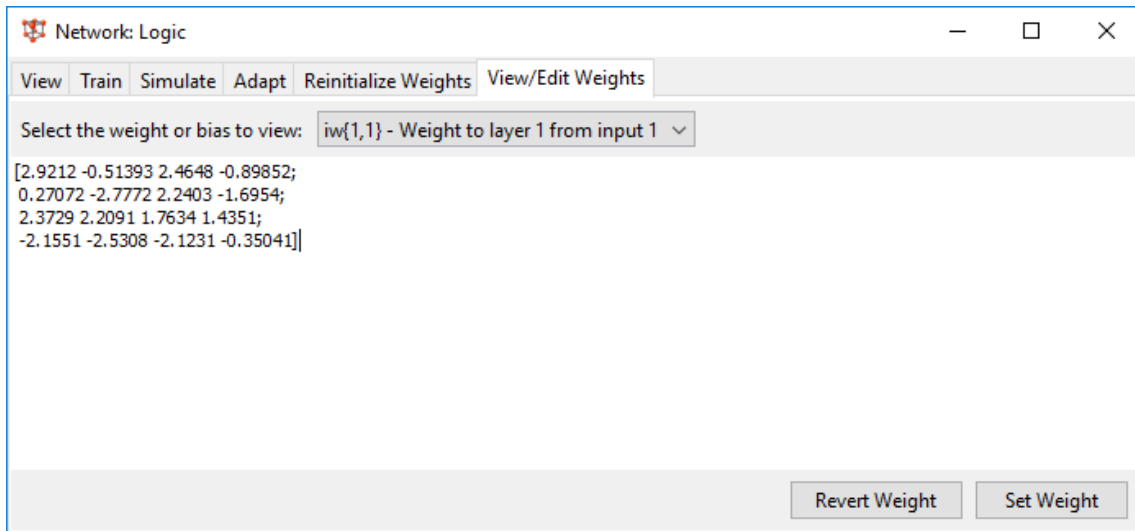 Network: Logic
View Train Simulate Adapt Reinitialize Weights View/Edit Weights
Select the weight or bias to view: iw{1,1} - Weight to layer 1 from input 1
[2.9212 -0.51393 2.4648 -0.89852;
0.27072 -2.7772 2.2403 -1.6954;
2.3729 2.2091 1.7634 1.4351;
-2.1551 -2.5308 -2.1231 -0.35041]
Revert Weight Set Weight